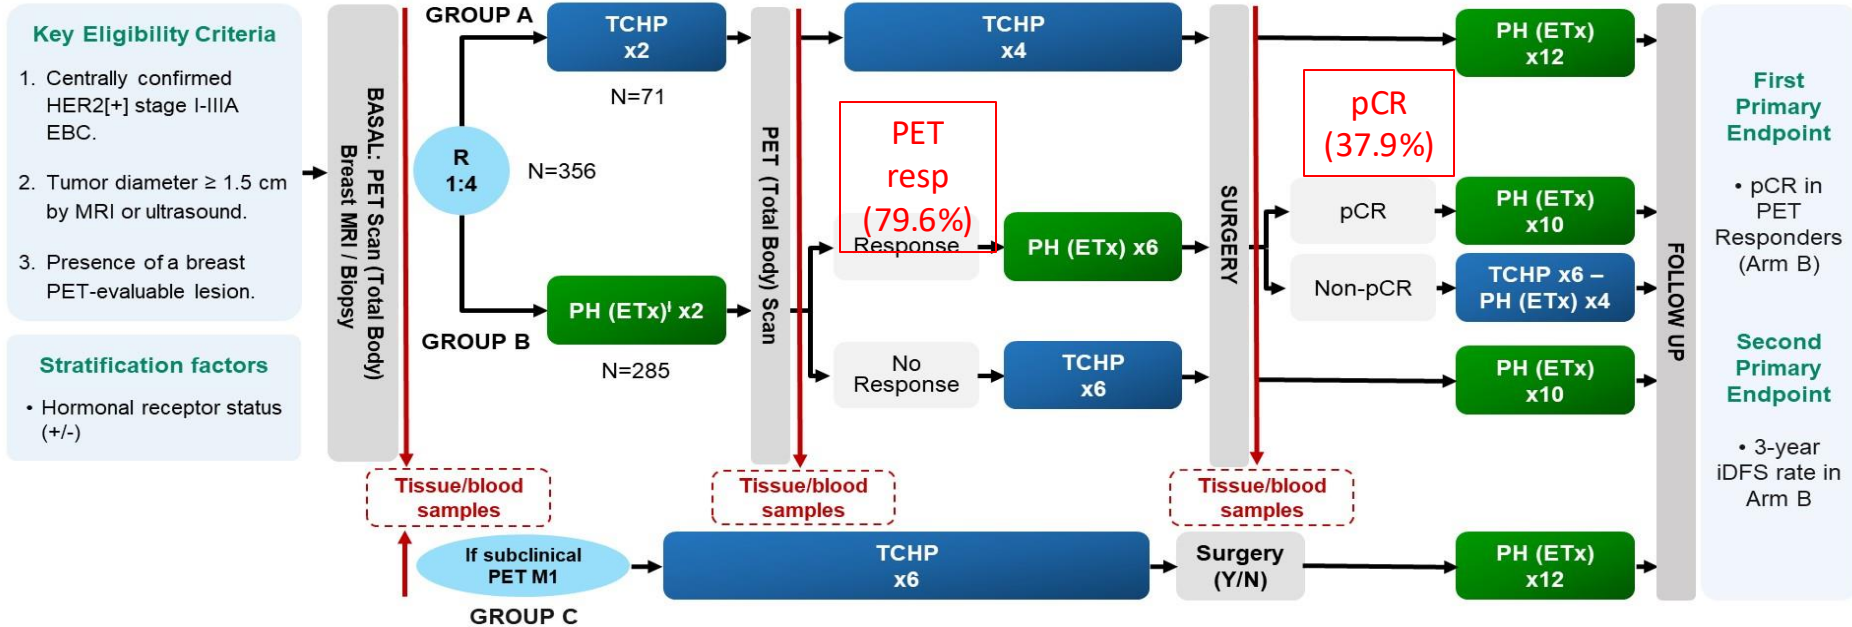 Key Eligibility Criteria
1. Centrally confirmed
HER2[+] stage I-IIIA
EBC.
2. Tumor diameter ≥ 1.5 cm
by MRI or ultrasound.
3. Presence of a breast
PET-evaluable lesion.
Stratification factors
• Hormonal receptor status
(+/-)
BASAL: PET Scan (Total Body)
Breast MRI / Biopsy
GROUP A
R
1:4
N=356
GROUP B
TCHP
x2
N=71
PH (ETx)ƚ x2
N=285
PET (Total Body) Scan
TCHP
x4
PET
resp
(79.6%)
Response
PH (ETx) x6
No
Response
TCHP
x6
SURGERY
pCR
(37.9%)
pCR
Non-pCR
PH (ETx)
x12
PH (ETx)
x10
TCHP x6 –
PH (ETx) x4
PH (ETx)
x10
FOLLOW UP
First
Primary
Endpoint
• pCR in
PET
Responders
(Arm B)
Second
Primary
Endpoint
• 3-year
iDFS rate in
Arm B
Tissue/blood
samples
Tissue/blood
samples
Tissue/blood
samples
If subclinical
PET M1
GROUP C
TCHP
x6
Surgery
(Y/N)
PH (ETx)
x12